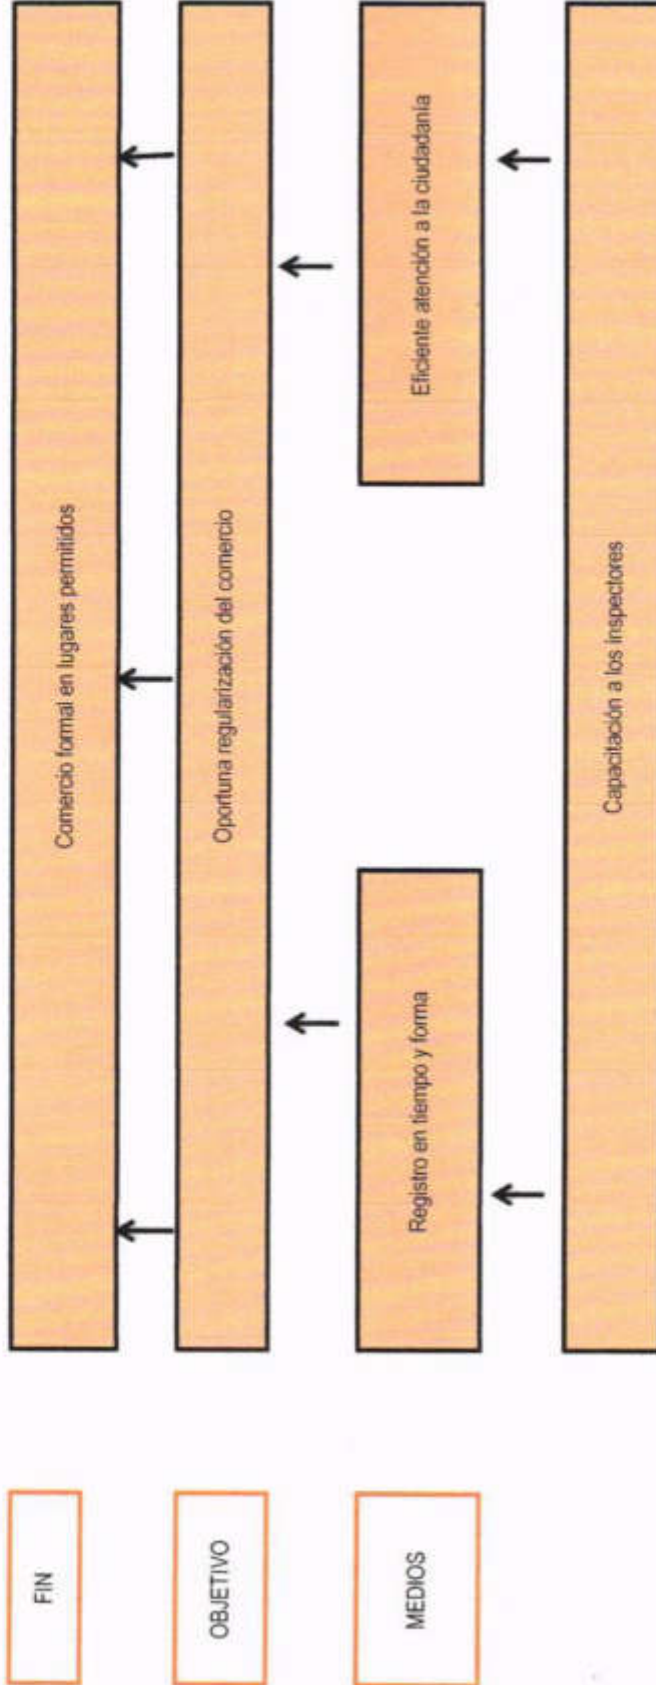 FIN
Comercio formal en lugares permitidos
OBJETIVO
Oportuna regularización del comercio
MEDIOS
Registro en tiempo y forma
Eficiente atención a la ciudadanía
Capacitación a los inspectores